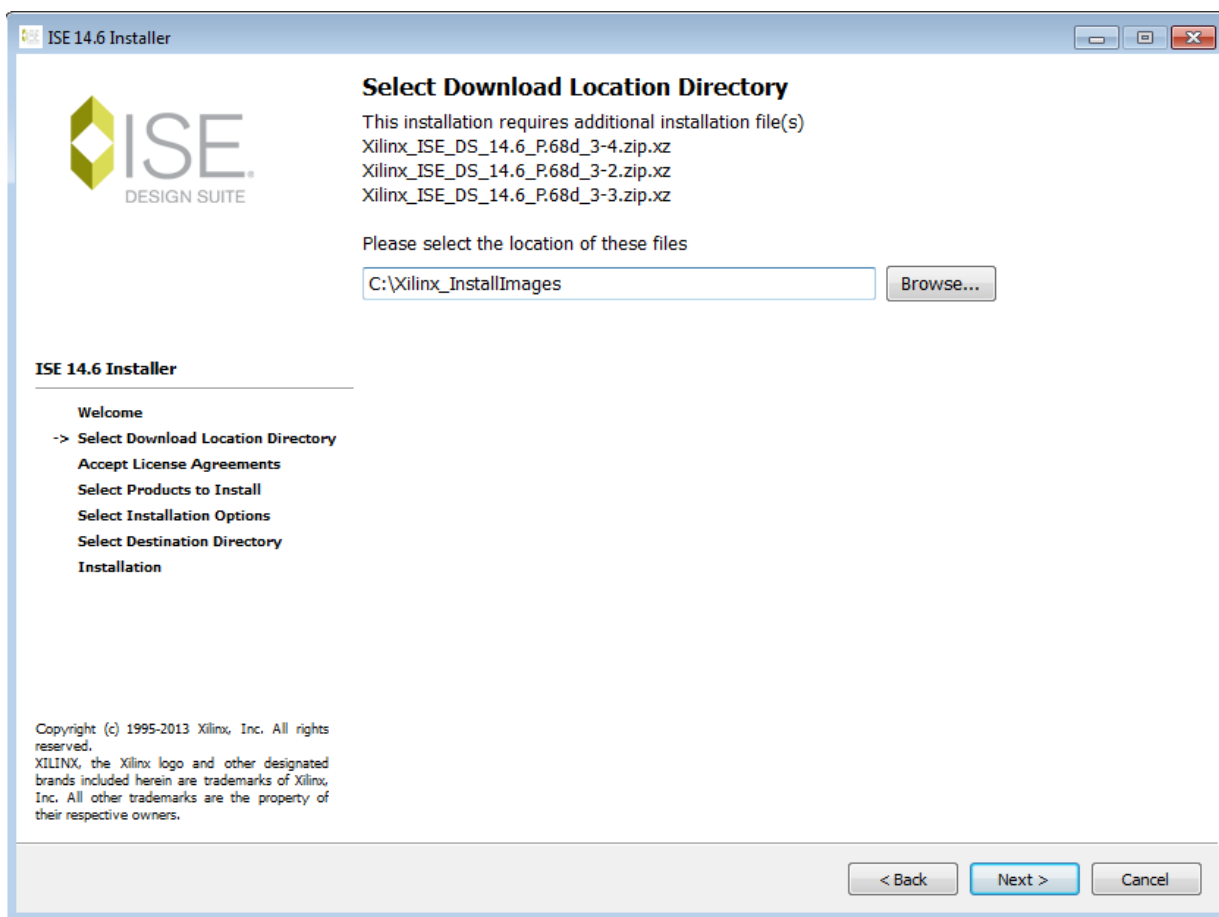 ISE 14.6 Installer
ISE
DESIGN SUITE
Select Download Location Directory
This installation requires additional installation file(s)
Xilinx_ISE_DS_14.6_P.68d_3-4.zip.xz
Xilinx_ISE_DS_14.6_P.68d_3-2.zip.xz
Xilinx_ISE_DS_14.6_P.68d_3-3.zip.xz
Please select the location of these files
C:\Xilinx_InstallImages
Browse...
ISE 14.6 Installer
Welcome
-> Select Download Location Directory
Accept License Agreements
Select Products to Install
Select Installation Options
Select Destination Directory
Installation
Copyright (c) 1995-2013 Xilinx, Inc. All rights
reserved.
XILINX, the Xilinx logo and other designated
brands included herein are trademarks of Xilinx,
Inc. All other trademarks are the property of
their respective owners.
< Back
Next >
Cancel